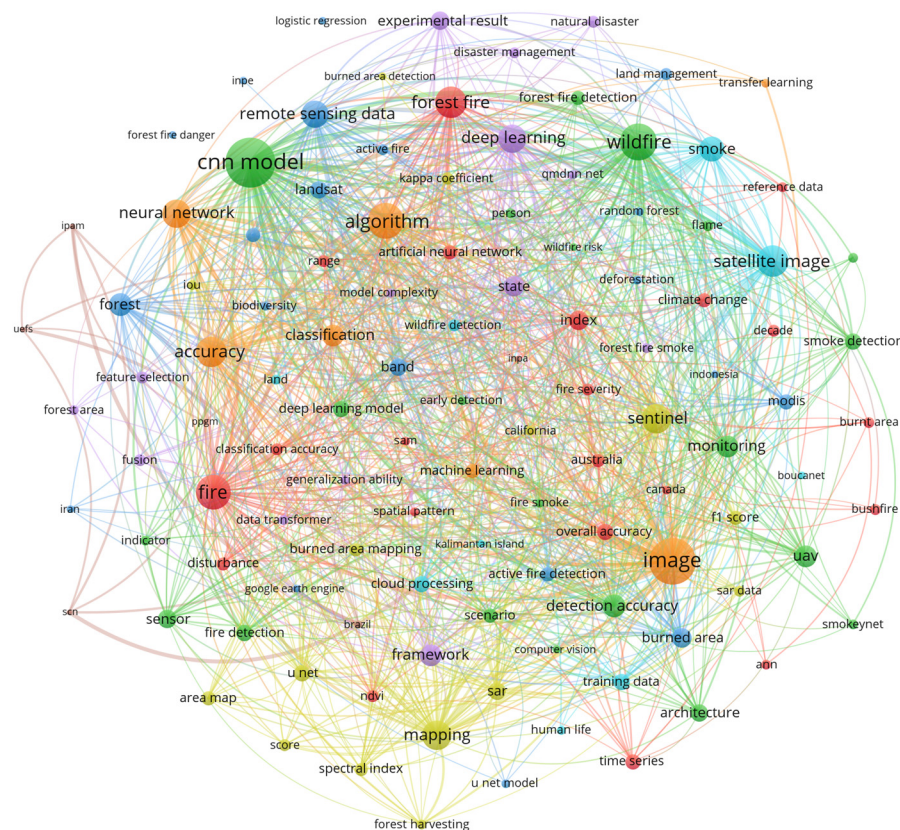 logistic regression
experimental result
natural disaster
disaster management
inpe
burned area detection
land management
transfer learning
remote sensing data
forest fire
forest fire detection
forest fire danger
cnn model
active fire
deep learning
wildfire
smoke
landsat
kappa coefficient
qmdnn net
reference data
neural network
algorithm
person
random forest
flame
ipam
range
artificial neural network
wildfire risk
satellite image
iou
model complexity
state
deforestation
climate change
forest
biodiversity
uefs
classification
wildfire detection
index
decade
smoke detection
accuracy
feature selection
land
band
inpa
forest fire smoke
indonesia
forest area
ppgm
deep learning model
early detection
fire severity
modis
california
sentinel
burnt area
fusion
classification accuracy
sam
machine learning
australia
monitoring
boucanet
fire
generalization ability
canada
iran
data transformer
spatial pattern
fire smoke
f1 score
bushfire
indicator
disturbance
burned area mapping
kalimantan island
overall accuracy
image
uav
google earth engine
cloud processing
active fire detection
sar data
scn
sensor
fire detection
brazil
scenario
detection accuracy
burned area
smokeynet
framework
computer vision
ann
u net
area map
ndvi
sar
training data
architecture
score
mapping
human life
spectral index
u net model
time series
forest harvesting